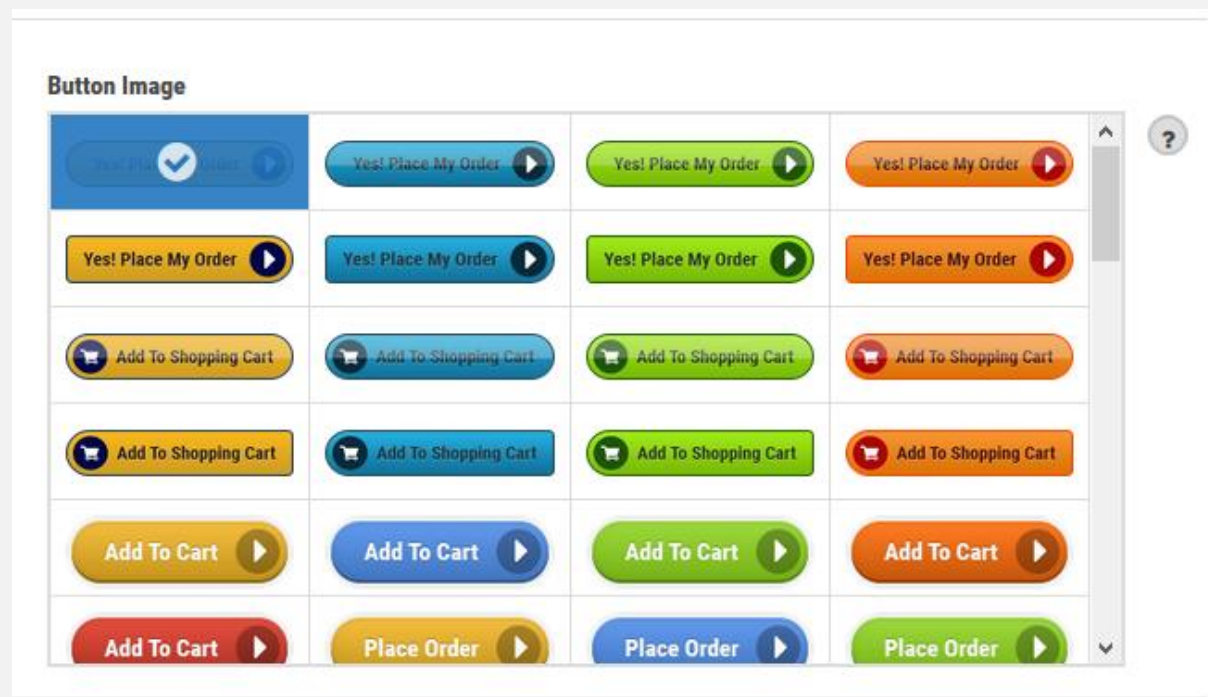 Button Image
?
Yes! Place My Order
Yes! Place My Order
Yes! Place My Order
Yes! Place My Order
Yes! Place My Order
Yes! Place My Order
Yes! Place My Order
Add To Shopping Cart
Add To Shopping Cart
Add To Shopping Cart
Add To Shopping Cart
Add To Shopping Cart
Add To Shopping Cart
Add To Shopping Cart
Add To Shopping Cart
Add To Cart
Add To Cart
Add To Cart
Add To Cart
Add To Cart
Place Order
Place Order
Place Order